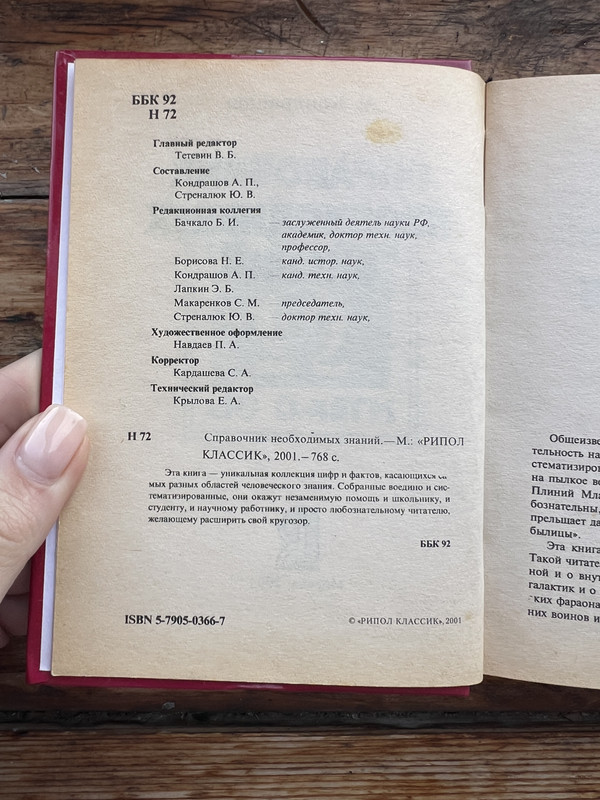 ББК 92
Н 72
Главный редактор
Тетевин В. Б.
Составление
Кондрашов А. П.,
Стреналюк Ю. В.
Редакционная коллегия
Бачкало Б. И. — заслуженный деятель науки РФ,
академик, доктор техн. наук,
профессор,
Борисова Н. Е. — канд. истор. наук,
Кондрашов А. П. — канд. техн. наук,
Лапкин Э. Б.
Макаренков С. М. — председатель,
Стреналюк Ю. В. — доктор техн. наук,
Художественное оформление
Навдаев П. А.
Корректор
Кардашева С. А.
Технический редактор
Крылова Е. А.
Н 72 Справочник необходимых знаний.—М.: «РИПОЛ
КЛАССИК», 2001.– 768 с.
Эта книга — уникальная коллекция цифр и фактов, касающихся са-
мых разных областей человеческого знания. Собранные воедино и сис-
тематизированные, они окажут незаменимую помощь и школьнику, и
студенту, и научному работнику, и просто любознательному читателю,
желающему расширить свой кругозор.
ББК 92
ISBN 5-7905-0366-7
© «РИПОЛ КЛАССИК», 2001
Общеизве
тельность на
стематизиров
на пылкое во
Плиний Мла
бознательны,
прельщает да
былицы».
Эта книга
Такой читате
ной и о внут
галактик и о
ких фараона
них воинов и